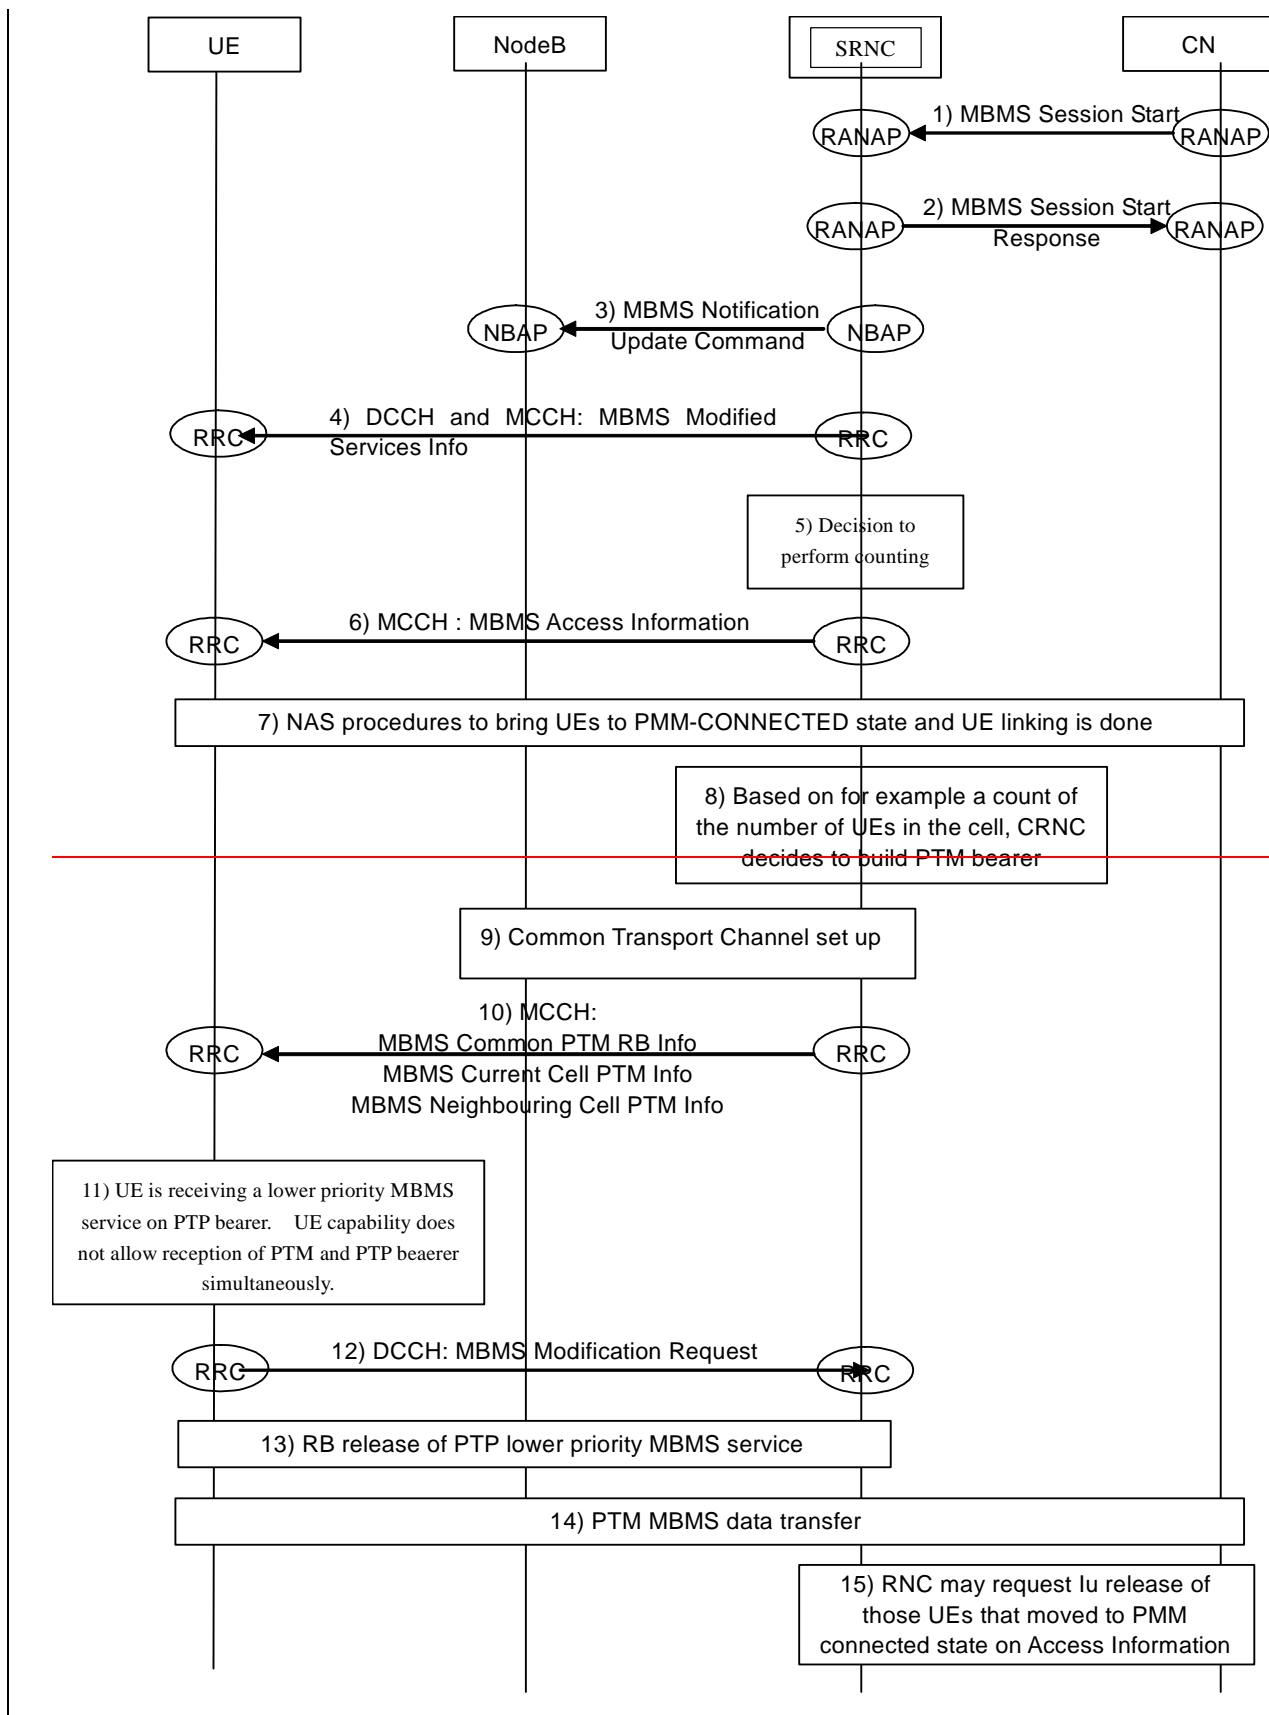 UE
NodeB
SRNC
CN
1) MBMS Session Start
RANAP
RANAP
2) MBMS Session Start
Response
RANAP
RANAP
3) MBMS Notification
Update Command
NBAP
NBAP
4) DCCH and MCCH: MBMS Modified
Services Info
RRC
RRC
5) Decision to
perform counting
6) MCCH : MBMS Access Information
RRC
RRC
7) NAS procedures to bring UEs to PMM-CONNECTED state and UE linking is done
8) Based on for example a count of
the number of UEs in the cell, CRNC
decides to build PTM bearer
9) Common Transport Channel set up
10) MCCH:
MBMS Common PTM RB Info
MBMS Current Cell PTM Info
MBMS Neighbouring Cell PTM Info
RRC
RRC
11) UE is receiving a lower priority MBMS
service on PTP bearer. UE capability does
not allow reception of PTM and PTP beaerer
simultaneously.
12) DCCH: MBMS Modification Request
RRC
RRC
13) RB release of PTP lower priority MBMS service
14) PTM MBMS data transfer
15) RNC may request Iu release of
those UEs that moved to PMM
connected state on Access Information